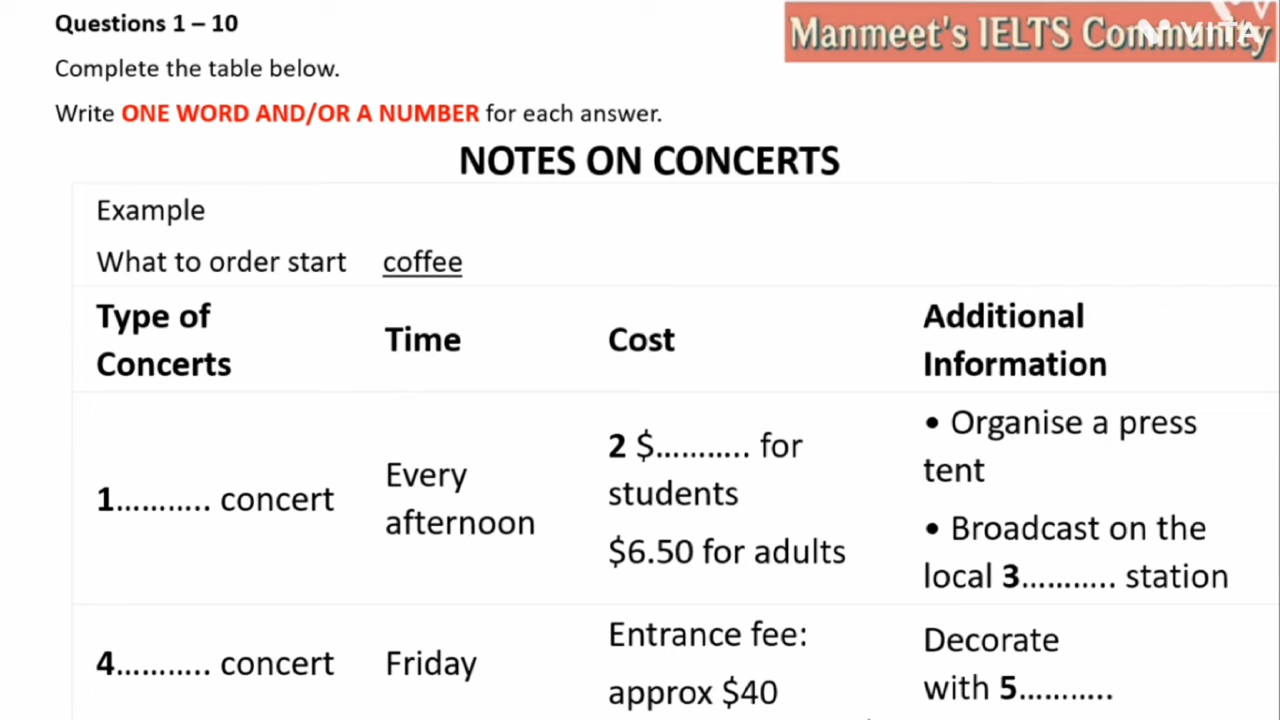 Questions 1 – 10
Manmeet's IELTS Community
VITA
Complete the table below.
Write ONE WORD AND/OR A NUMBER for each answer.
NOTES ON CONCERTS
Example
What to order start coffee
Type of
Concerts
Time
Cost
Additional
Information
1........... concert
Every
afternoon
2 $........... for
students
$6.50 for adults
• Organise a press
tent
• Broadcast on the
local 3........... station
4........... concert
Friday
Entrance fee:
approx $40
Decorate
with 5...........